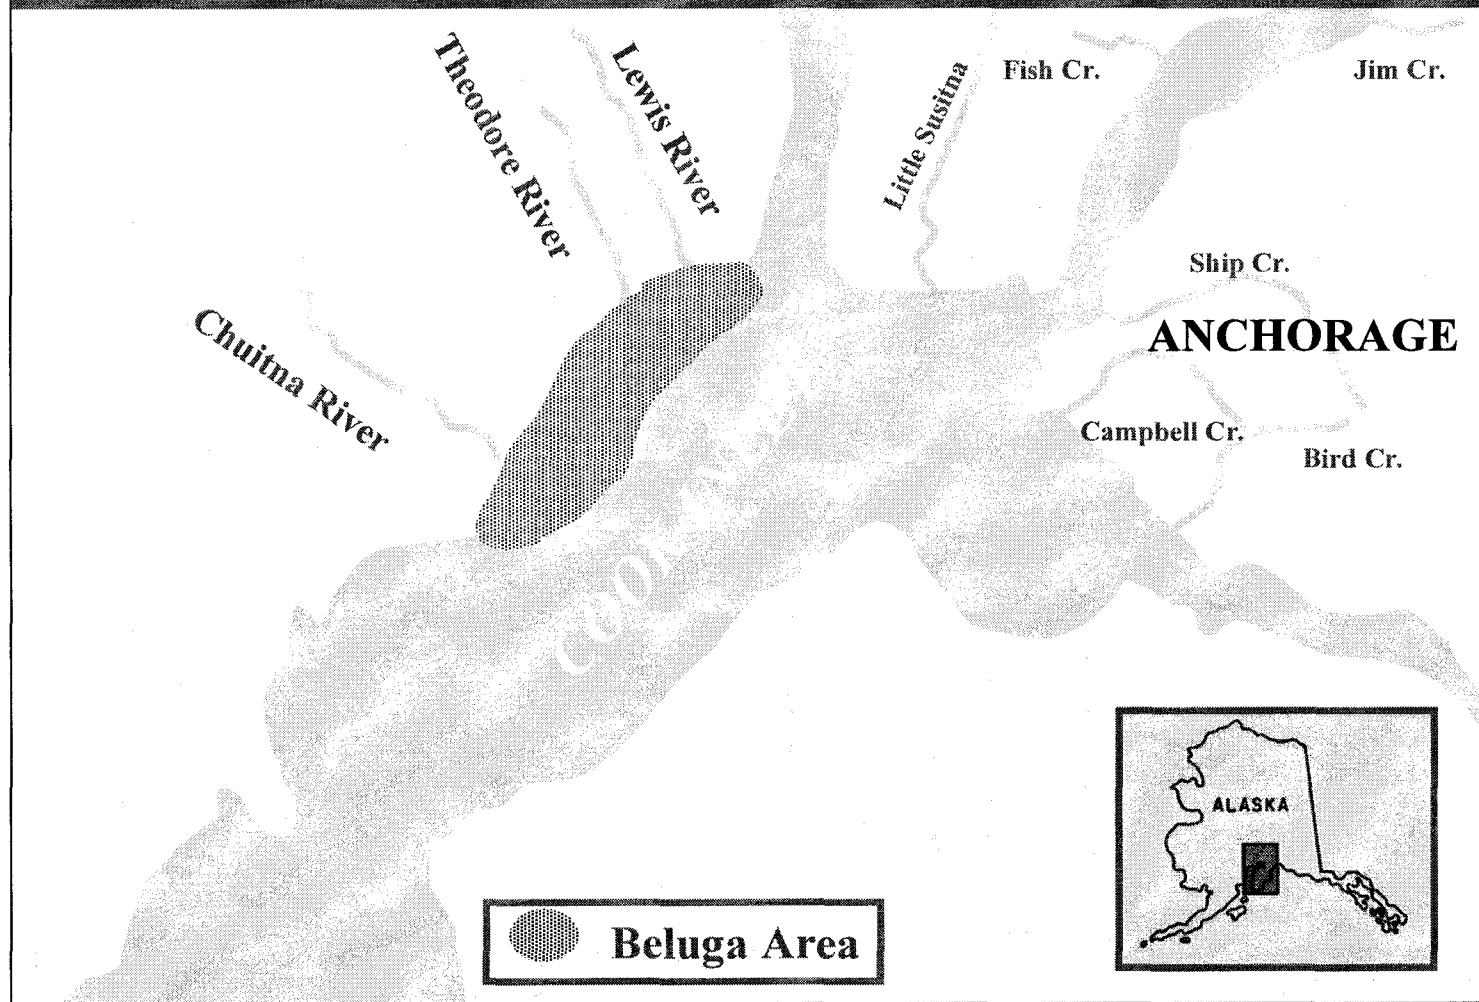 Theodore River
Lewis River
Little Susitna
Fish Cr.
Jim Cr.
Ship Cr.
ANCHORAGE
Chuitna River
Campbell Cr.
Bird Cr.
COOK
ALASKA
Beluga Area